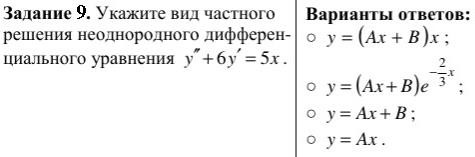 Задание 9. Укажите вид частного
решения неоднородного дифферен-
циального уравнения y″ + 6y′ = 5x .
Варианты ответов:
○ y = (Ax + B)x ;
○ y = (Ax + B)e^{-\frac{2}{3}x} ;
○ y = Ax + B ;
○ y = Ax .